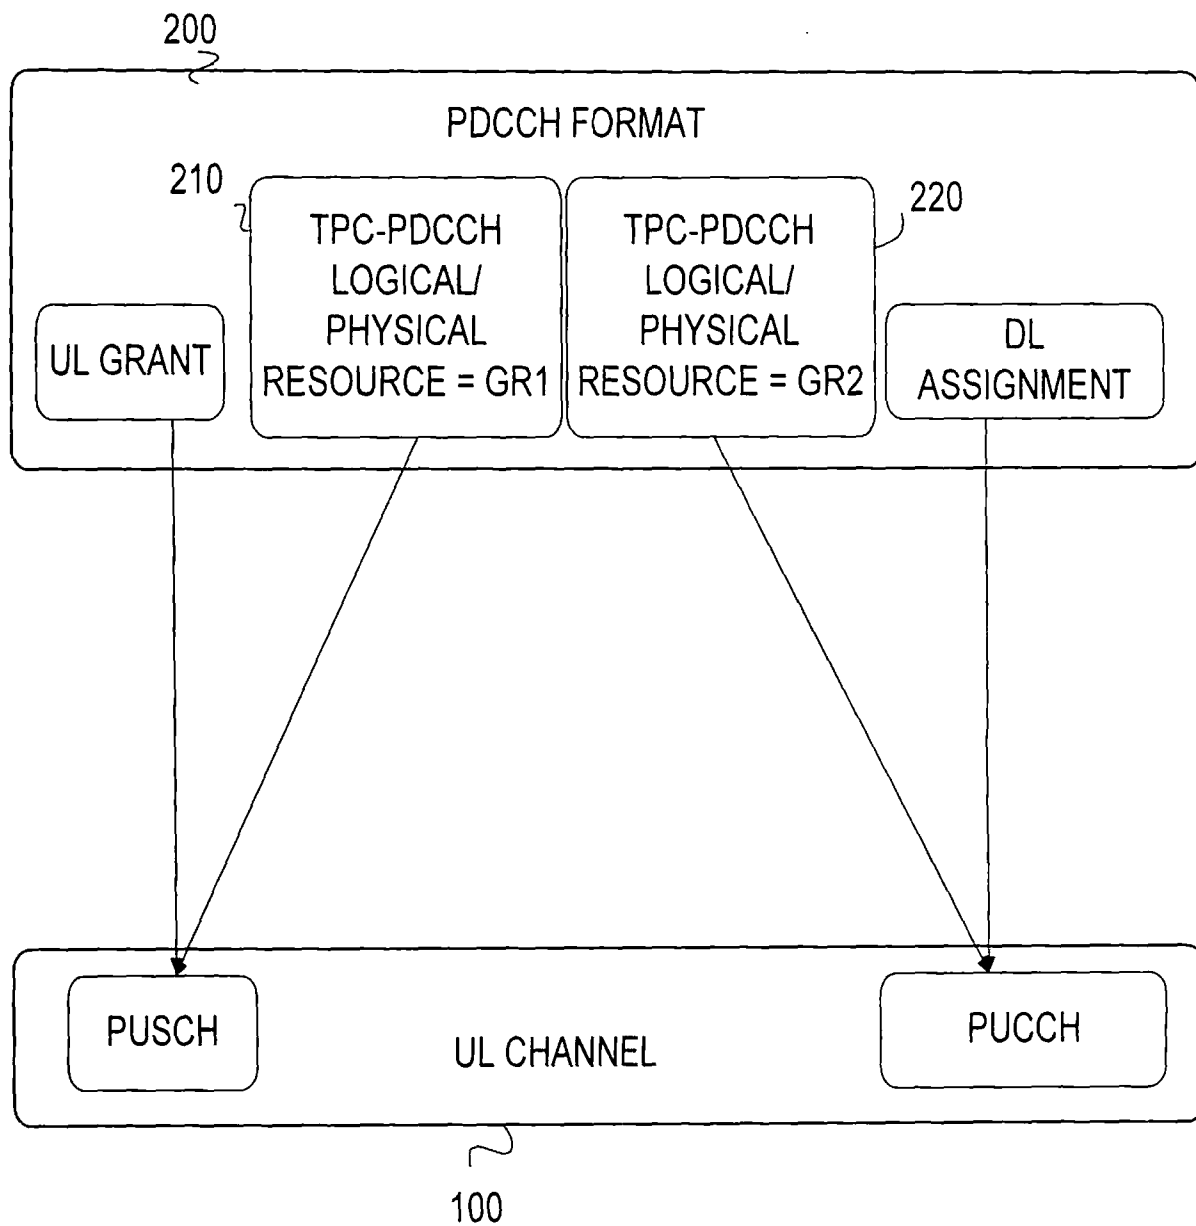 200
PDCCH FORMAT
210
TPC-PDCCH
LOGICAL/
PHYSICAL
RESOURCE = GR1
TPC-PDCCH
LOGICAL/
PHYSICAL
RESOURCE = GR2
220
UL GRANT
DL
ASSIGNMENT
PUSCH
UL CHANNEL
PUCCH
100